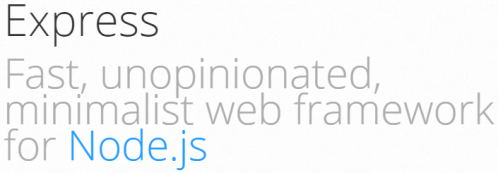 Express
Fast, unopinionated,
minimalist web framework
for Node.js